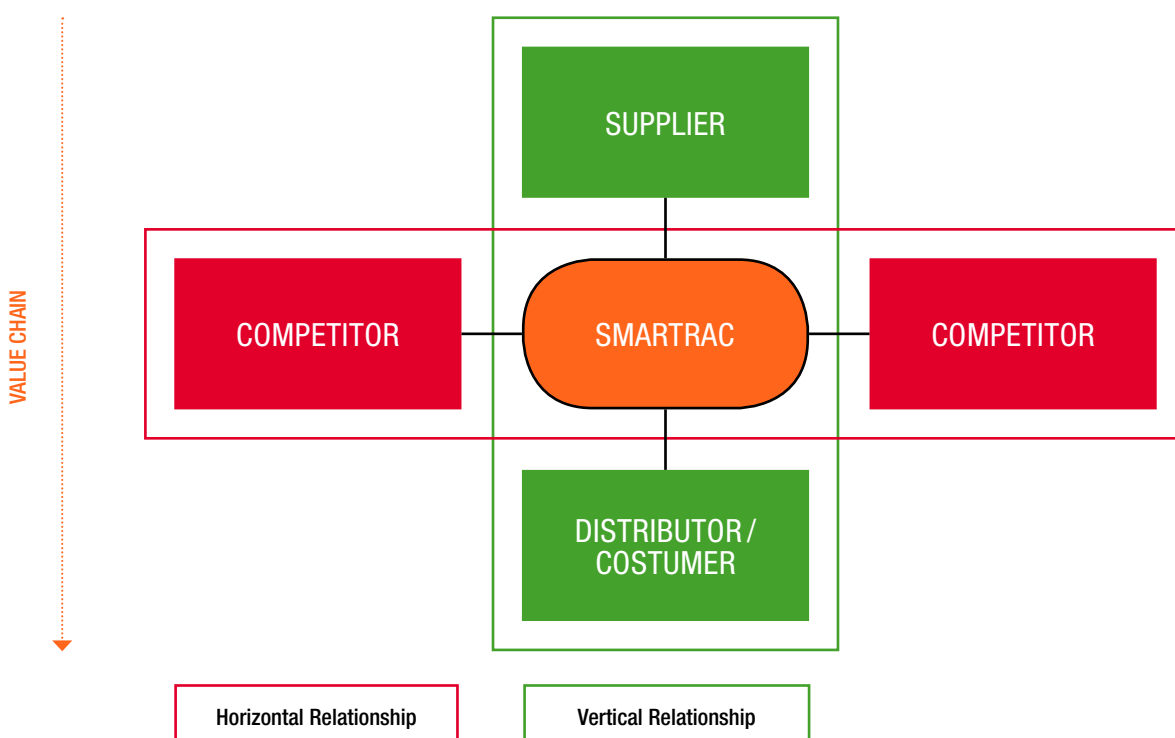 SUPPLIER
VALUE CHAIN
COMPETITOR
SMARTRAC
COMPETITOR
DISTRIBUTOR /
COSTUMER
Horizontal Relationship
Vertical Relationship